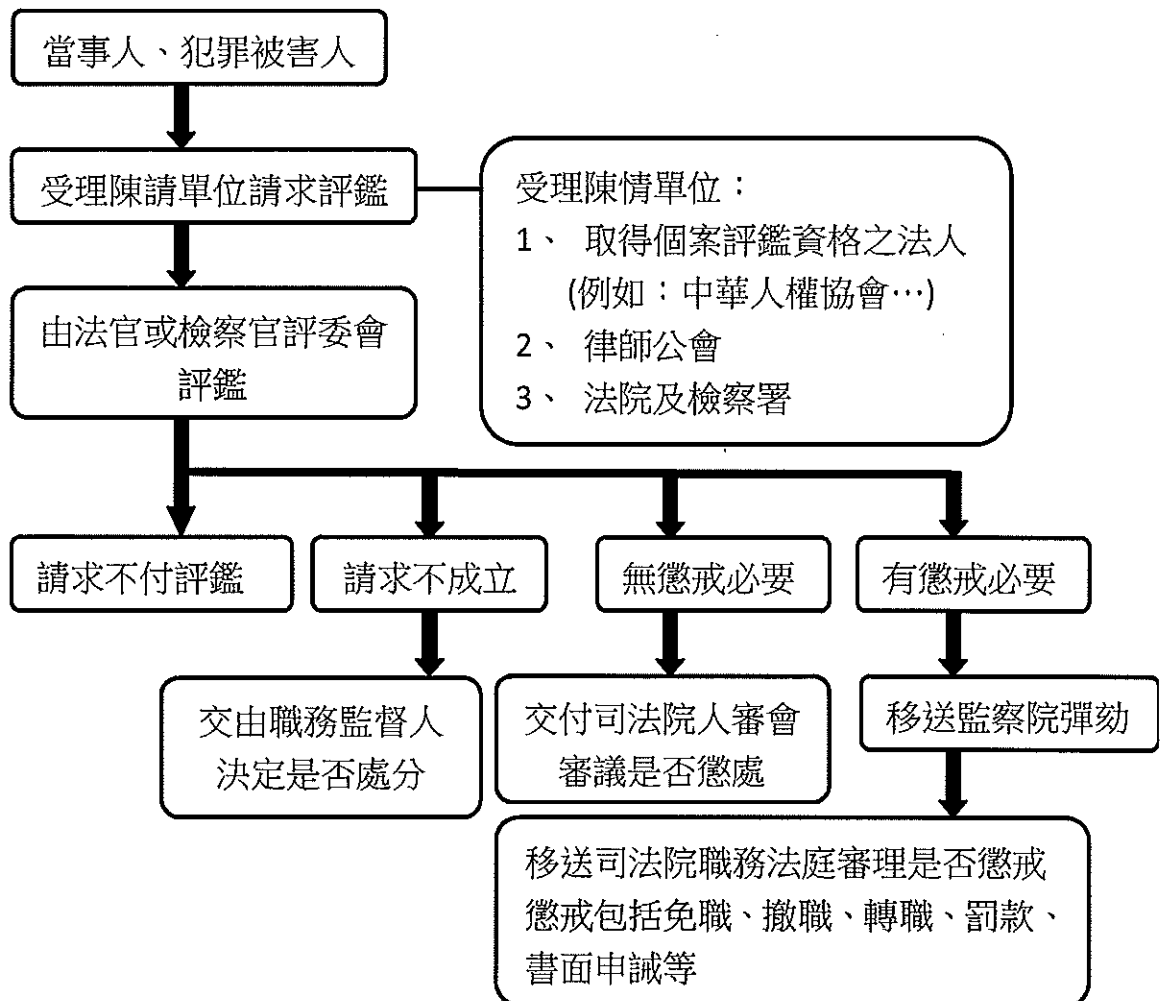 當事人、犯罪被害人
受理陳請單位請求評鑑
受理陳情單位：
1、 取得個案評鑑資格之法人
(例如：中華人權協會…)
2、 律師公會
3、 法院及檢察署
由法官或檢察官評委會
評鑑
請求不付評鑑
請求不成立
無懲戒必要
有懲戒必要
交由職務監督人
決定是否處分
交付司法院人審會
審議是否懲處
移送監察院彈劾
移送司法院職務法庭審理是否懲戒
懲戒包括免職、撤職、轉職、罰款、
書面申誡等